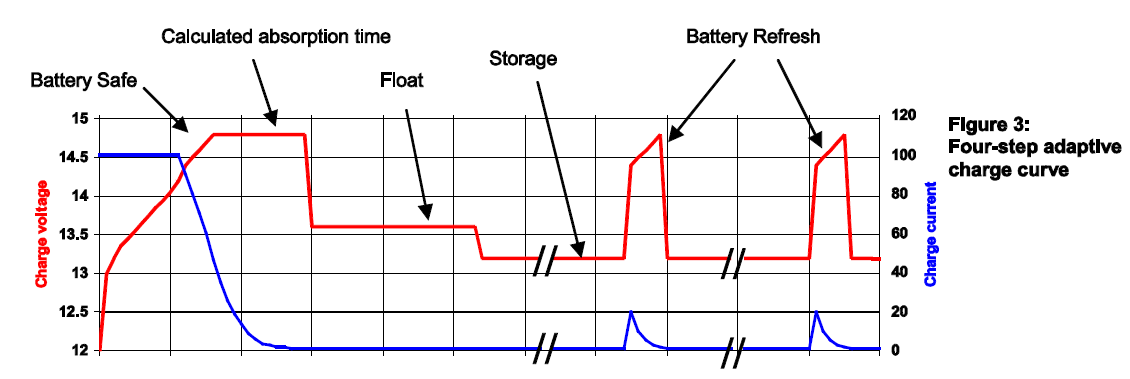 Calculated absorption time
Battery Refresh
Storage
Battery Safe
Float
15
14.5
14
13.5
13
12.5
12
Charge voltage
120
100
80
60
40
20
0
Charge current
Figure 3:
Four-step adaptive
charge curve